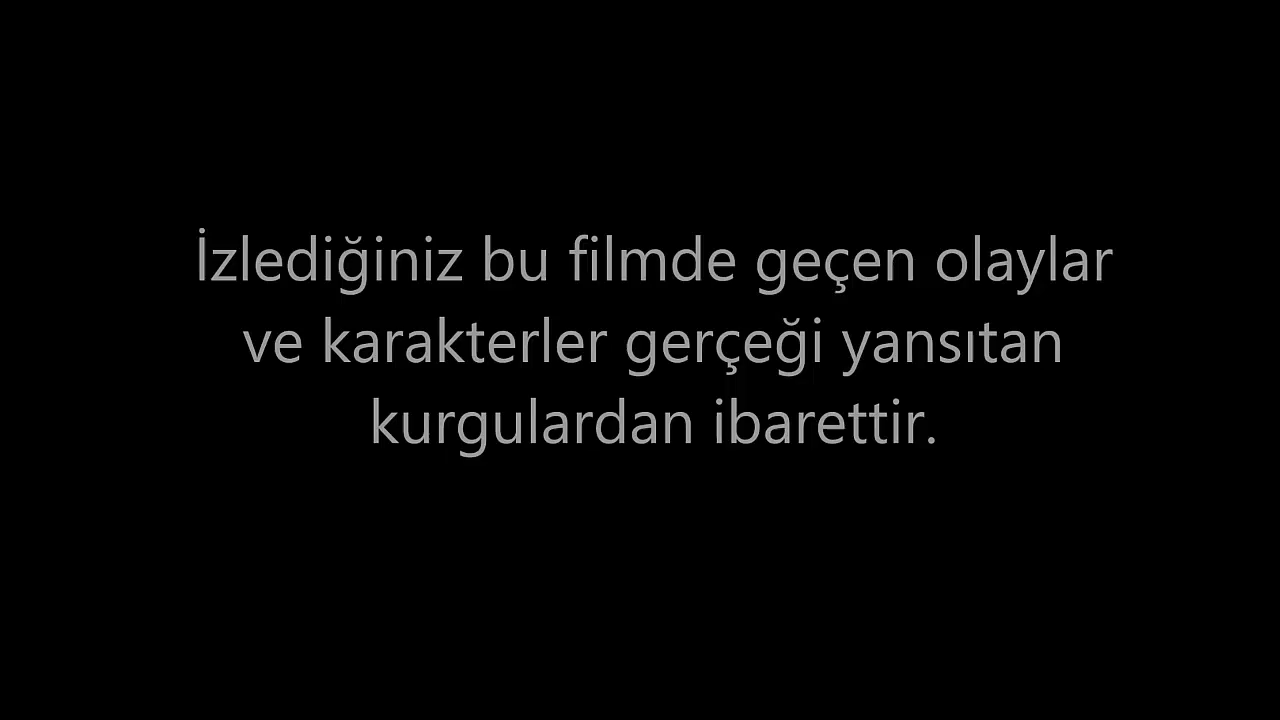 İzlediğiniz bu filmde geçen olaylar
ve karakterler gerçeği yansıtan
kurgulardan ibarettir.